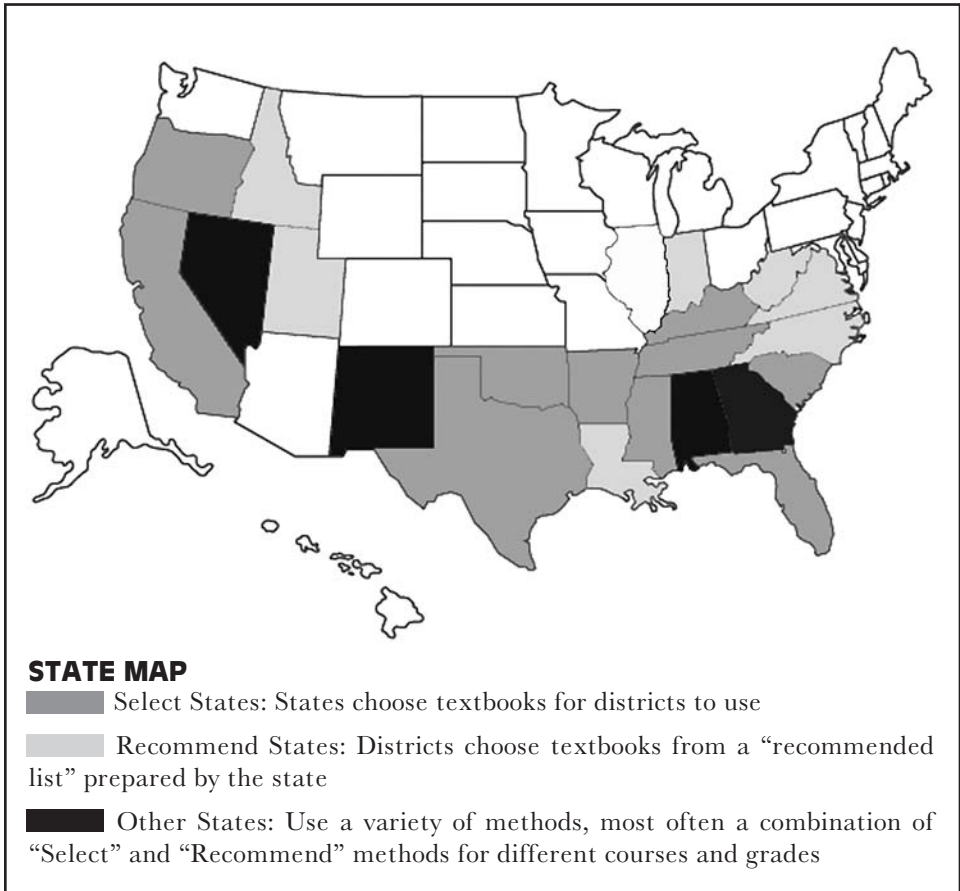 STATE MAP
Select States: States choose textbooks for districts to use
Recommend States: Districts choose textbooks from a “recommended
list” prepared by the state
Other States: Use a variety of methods, most often a combination of
“Select” and “Recommend” methods for different courses and grades